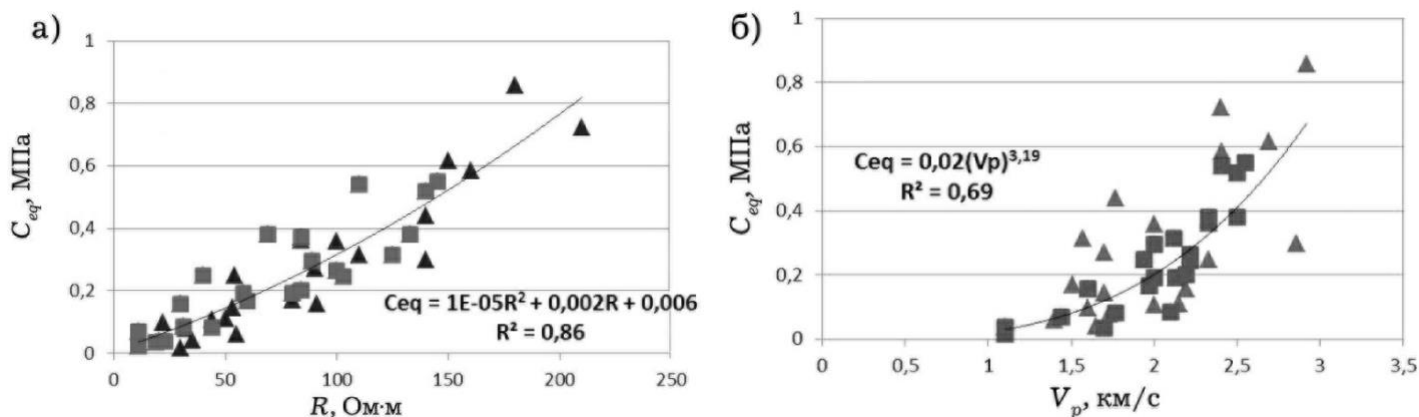 а)
1
0,8
0,6
0,4
0,2
0
C_eq, МПа
Ceq = 1E-05R² + 0,002R + 0,006
R² = 0,86
0 50 100 150 200 250
R, Ом·м
б)
1
0,8
0,6
0,4
0,2
0
C_eq, МПа
Ceq = 0,02(Vp)^3,19
R² = 0,69
0 0,5 1 1,5 2 2,5 3 3,5
V_p, км/с